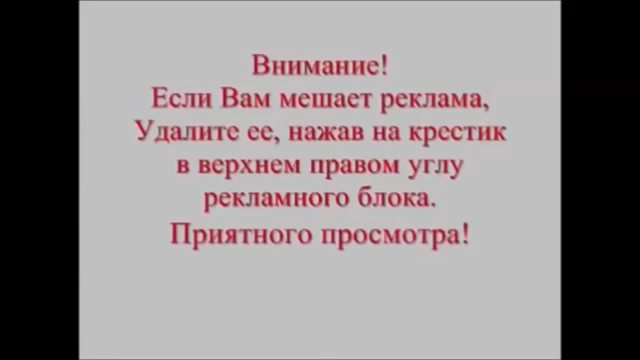 Внимание!
Если Вам мешает реклама,
Удалите ее, нажав на крестик
в верхнем правом углу
рекламного блока.
Приятного просмотра!